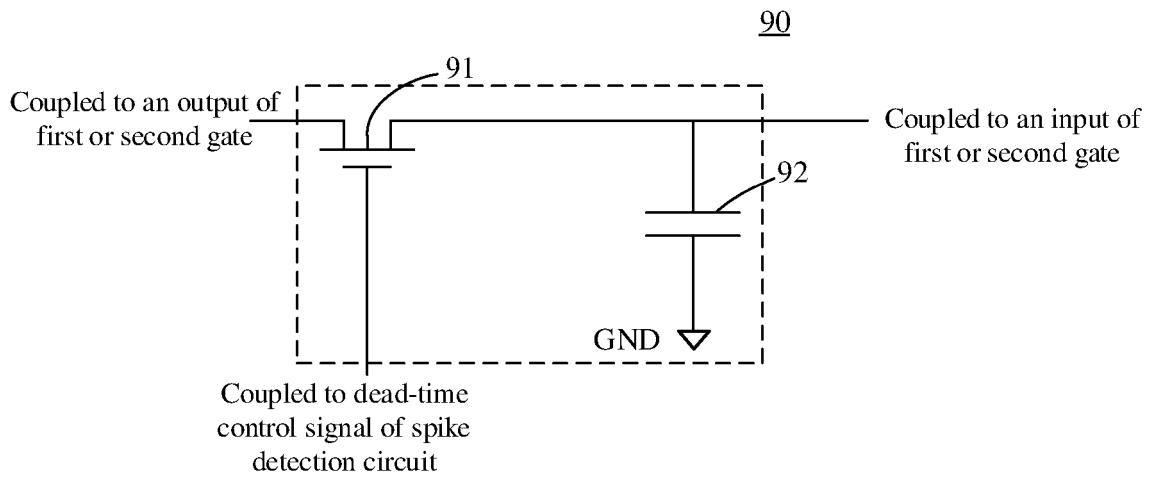 90
91
Coupled to an output of
first or second gate
Coupled to an input of
first or second gate
92
GND
Coupled to dead-time
control signal of spike
detection circuit